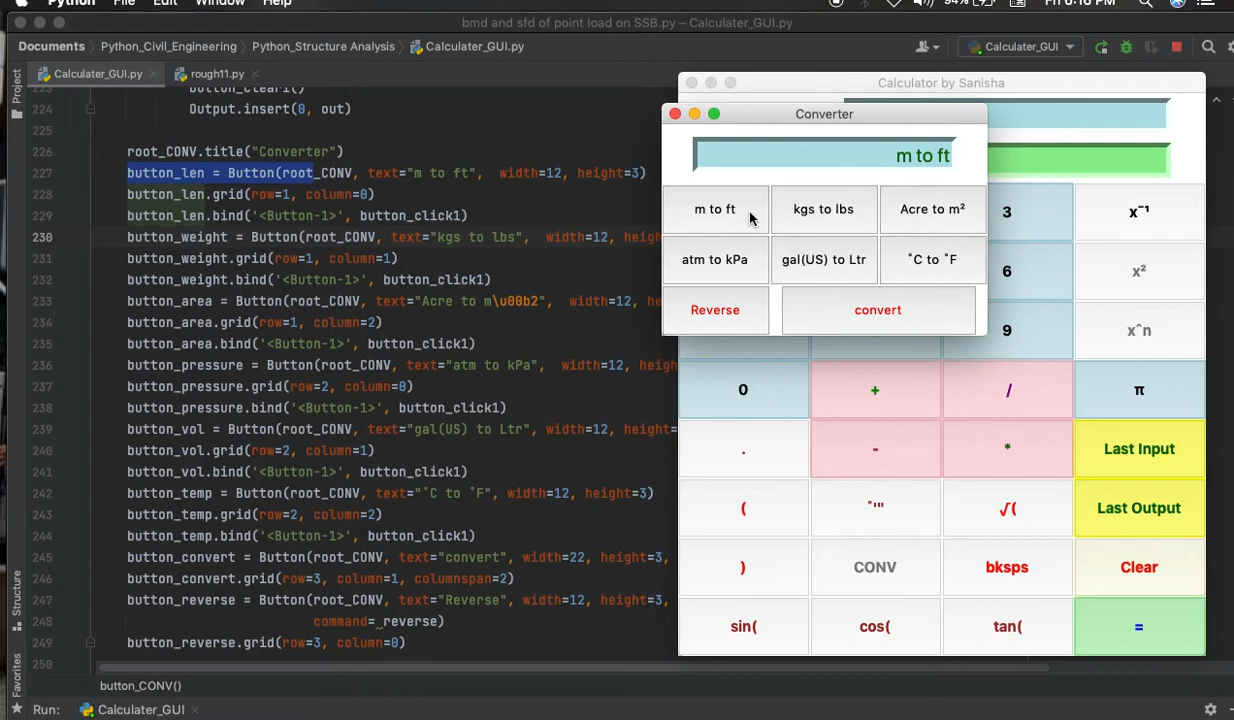 Python File Edit Window Help 94% Fri 6:16 PM
bmd and sfd of point load on SSB.py – Calculater_GUI.py
Documents Python_Civil_Engineering Python_Structure Analysis Calculater_GUI.py Calculater_GUI
Project
Calculater_GUI.py rough11.py
223 button_clear1()
224 Output.insert(0, out)
225
226 root_CONV.title("Converter")
227 button_len = Button(root_CONV, text="m to ft", width=12, height=3)
228 button_len.grid(row=1, column=0)
229 button_len.bind('<Button-1>', button_click1)
230 button_weight = Button(root_CONV, text="kgs to lbs", width=12, heigh
231 button_weight.grid(row=1, column=1)
232 button_weight.bind('<Button-1>', button_click1)
233 button_area = Button(root_CONV, text="Acre to m\u00b2", width=12,
234 button_area.grid(row=1, column=2)
235 button_area.bind('<Button-1>', button_click1)
236 button_pressure = Button(root_CONV, text="atm to kPa", width=12, hei
237 button_pressure.grid(row=2, column=0)
238 button_pressure.bind('<Button-1>', button_click1)
239 button_vol = Button(root_CONV, text="gal(US) to Ltr", width=12, height=
240 button_vol.grid(row=2, column=1)
241 button_vol.bind('<Button-1>', button_click1)
242 button_temp = Button(root_CONV, text="˚C to ˚F", width=12, height=3)
243 button_temp.grid(row=2, column=2)
244 button_temp.bind('<Button-1>', button_click1)
245 button_convert = Button(root_CONV, text="convert", width=22, height=3,
246 button_convert.grid(row=3, column=1, columnspan=2)
247 button_reverse = Button(root_CONV, text="Reverse", width=12, height=3,
248 command=_reverse)
249 button_reverse.grid(row=3, column=0)
250
button_CONV()
Structure
Favorites
Run: Calculater_GUI
Calculator by Sanisha
Converter
m to ft
m to ft kgs to lbs Acre to m²
atm to kPa gal(US) to Ltr ˚C to ˚F
Reverse convert
3 x⁻¹
6 x²
9 x^n
0 + / π
. - * Last Input
( ˚'" √( Last Output
) CONV bksps Clear
sin( cos( tan( =